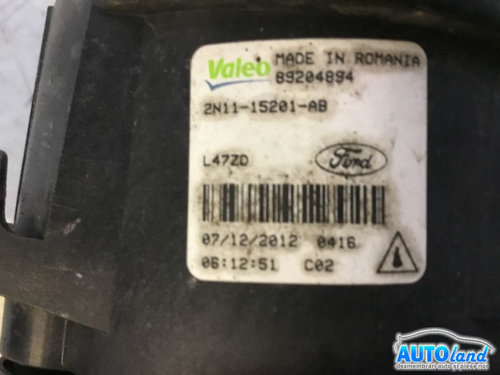 Valeo MADE IN ROMANIA
89204894
2N11-15201-AB
L47ZD Ford
07/12/2012 0416
06:12:51 C02
AUTOland
dezmembrări auto și piese noi